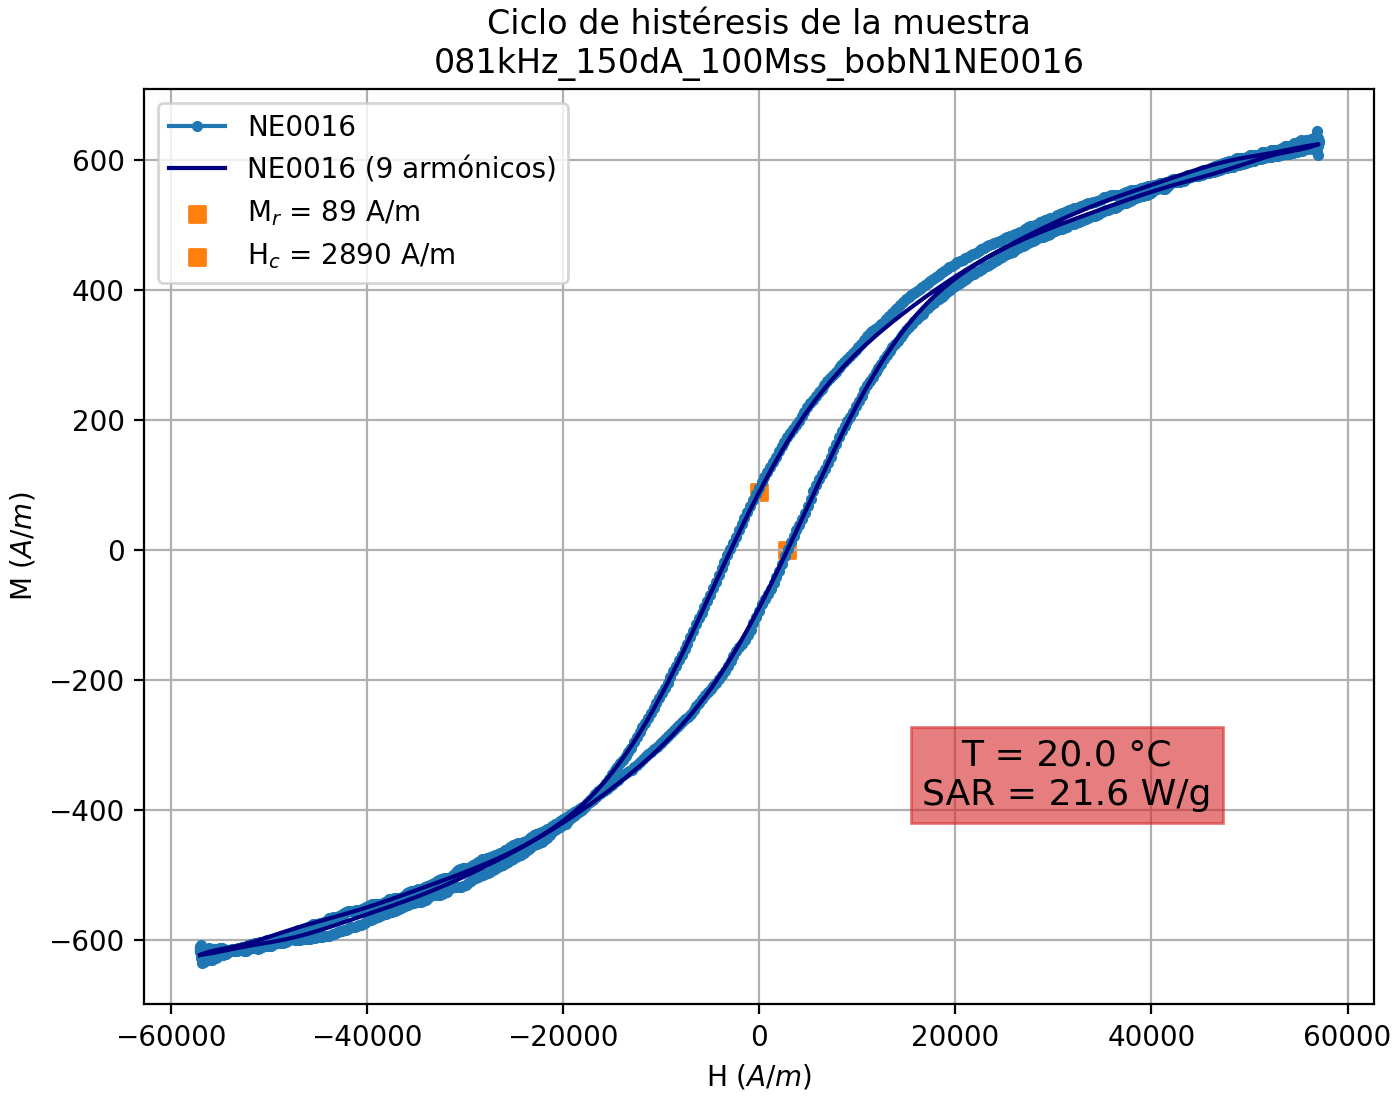 Ciclo de histéresis de la muestra
081kHz_150dA_100Mss_bobN1NE0016
NE0016
NE0016 (9 armónicos)
Mᵣ = 89 A/m
H𝑐 = 2890 A/m
M (A/m)
600
400
200
0
−200
−400
−600
T = 20.0 °C
SAR = 21.6 W/g
−60000 −40000 −20000 0 20000 40000 60000
H (A/m)